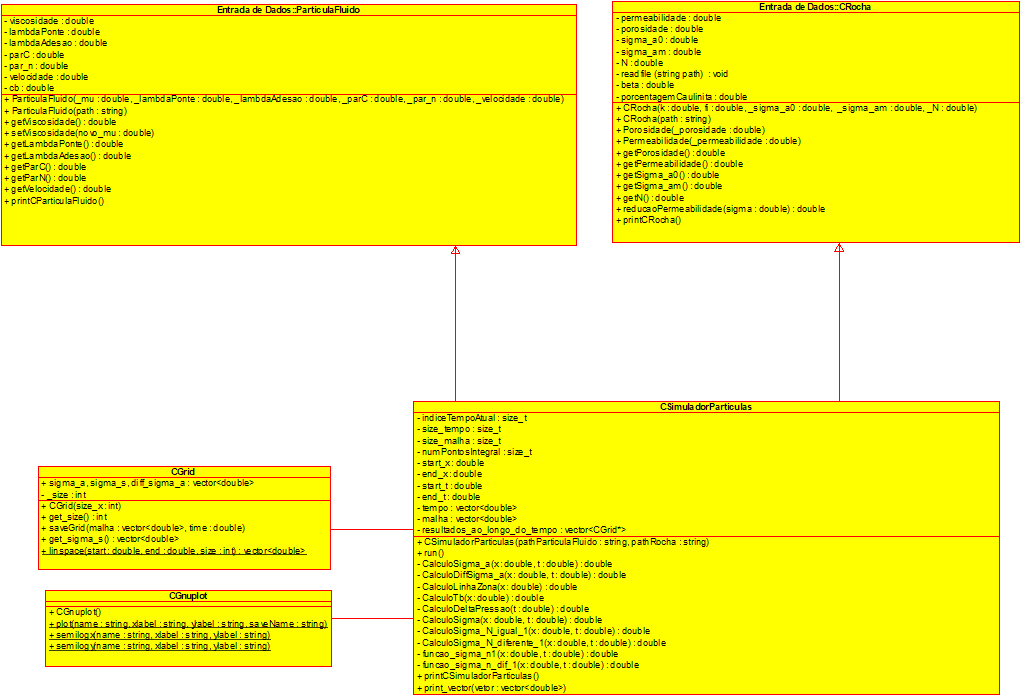 Entrada de Dados::ParticulaFluido
- viscosidade : double
- lambdaPonte : double
- lambdaAdesao : double
- parC : double
- par_n : double
- velocidade : double
- cb : double
+ ParticulaFluido(_mu : double, _lambdaPonte : double, _lambdaAdesao : double, _parC : double, _par_n : double, _velocidade : double)
+ ParticulaFluido(path : string)
+ getViscosidade() : double
+ setViscosidade(novo_mu : double)
+ getLambdaPonte() : double
+ getLambdaAdesao() : double
+ getParC() : double
+ getParN() : double
+ getVelocidade() : double
+ printCParticulaFluido()
Entrada de Dados::CRocha
- permeabilidade : double
- porosidade : double
- sigma_a0 : double
- sigma_am : double
- N : double
- readfile (string path) : void
- beta : double
- porcentagemCaulinita : double
+ CRocha(k : double, fi : double, _sigma_a0 : double, _sigma_am : double, _N : double)
+ CRocha(path : string)
+ Porosidade(_porosidade : double)
+ Permeabilidade(_permeabilidade : double)
+ getPorosidade() : double
+ getPermeabilidade() : double
+ getSigma_a0() : double
+ getSigma_am() : double
+ getN() : double
+ reducaoPermeabilidade(sigma : double) : double
+ printCRocha()
CSimuladorParticulas
- indiceTempoAtual : size_t
- size_tempo : size_t
- size_malha : size_t
- numPontosIntegral : size_t
- start_x : double
- end_x : double
- start_t : double
- end_t : double
- tempo : vector<double>
- malha : vector<double>
- resultados_ao_longo_do_tempo : vector<CGrid*>
+ CSimuladorParticulas(pathParticulaFluido : string, pathRocha : string)
+ run()
- CalculoSigma_a(x : double, t : double) : double
- CalculoDiffSigma_a(x : double, t : double) : double
- CalculoLinhaZona(x : double) : double
- CalculoTb(x : double) : double
- CalculoDeltaPressao(t : double) : double
- CalculoSigma(x : double, t : double) : double
- CalculoSigma_N_igual_1(x : double, t : double) : double
- CalculoSigma_N_diferente_1(x : double, t : double) : double
- funcao_sigma_n1(x : double, t : double) : double
- funcao_sigma_n_dif_1(x : double, t : double) : double
+ printCSimuladorParticulas()
+ print_vector(vetor : vector<double>)
CGrid
+ sigma_a, sigma_s, diff_sigma_a : vector<double>
- _size : int
+ CGrid(size_x : int)
+ get_size() : int
+ saveGrid(malha : vector<double>, time : double)
+ get_sigma_s() : vector<double>
+ linspace(start : double, end : double, size : int) : vector<double>
CGnuplot
+ CGnuplot()
+ plot(name : string, xlabel : string, ylabel : string, saveName : string)
+ semilogx(name : string, xlabel : string, ylabel : string)
+ semilogy(name : string, xlabel : string, ylabel : string)